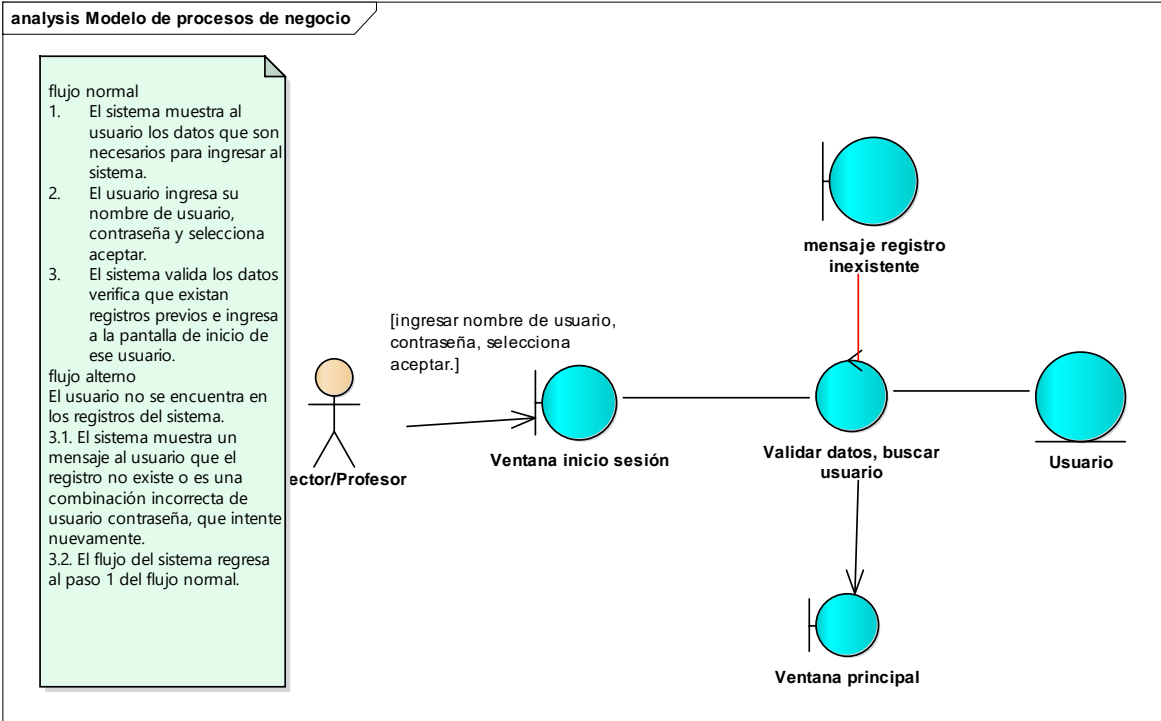 analysis Modelo de procesos de negocio
flujo normal
1. El sistema muestra al
usuario los datos que son
necesarios para ingresar al
sistema.
2. El usuario ingresa su
nombre de usuario,
contraseña y selecciona
aceptar.
3. El sistema valida los datos
verifica que existan
registros previos e ingresa
a la pantalla de inicio de
ese usuario.
flujo alterno
El usuario no se encuentra en
los registros del sistema.
3.1. El sistema muestra un
mensaje al usuario que el
registro no existe o es una
combinación incorrecta de
usuario contraseña, que intente
nuevamente.
3.2. El flujo del sistema regresa
al paso 1 del flujo normal.
ector/Profesor
[ingresar nombre de usuario,
contraseña, selecciona
aceptar.]
Ventana inicio sesión
mensaje registro
inexistente
Validar datos, buscar
usuario
Usuario
Ventana principal